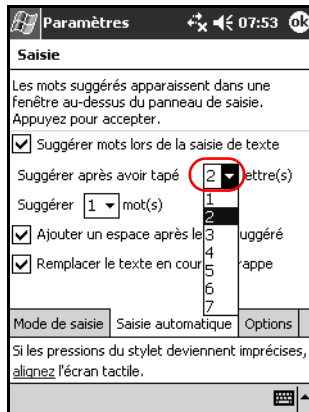 Paramètres 07:53 ok
Saisie
Les mots suggérés apparaissent dans une
fenêtre au-dessus du panneau de saisie.
Appuyez pour accepter.
Suggérer mots lors de la saisie de texte
Suggérer après avoir tapé 2 ettre(s)
Suggérer 1 mot(s)
1
2
Ajouter un espace après le 3 uggéré
4
Remplacer le texte en cour 5 rappe
6
7
Mode de saisie Saisie automatique Options
Si les pressions du stylet deviennent imprécises,
alignez l'écran tactile.